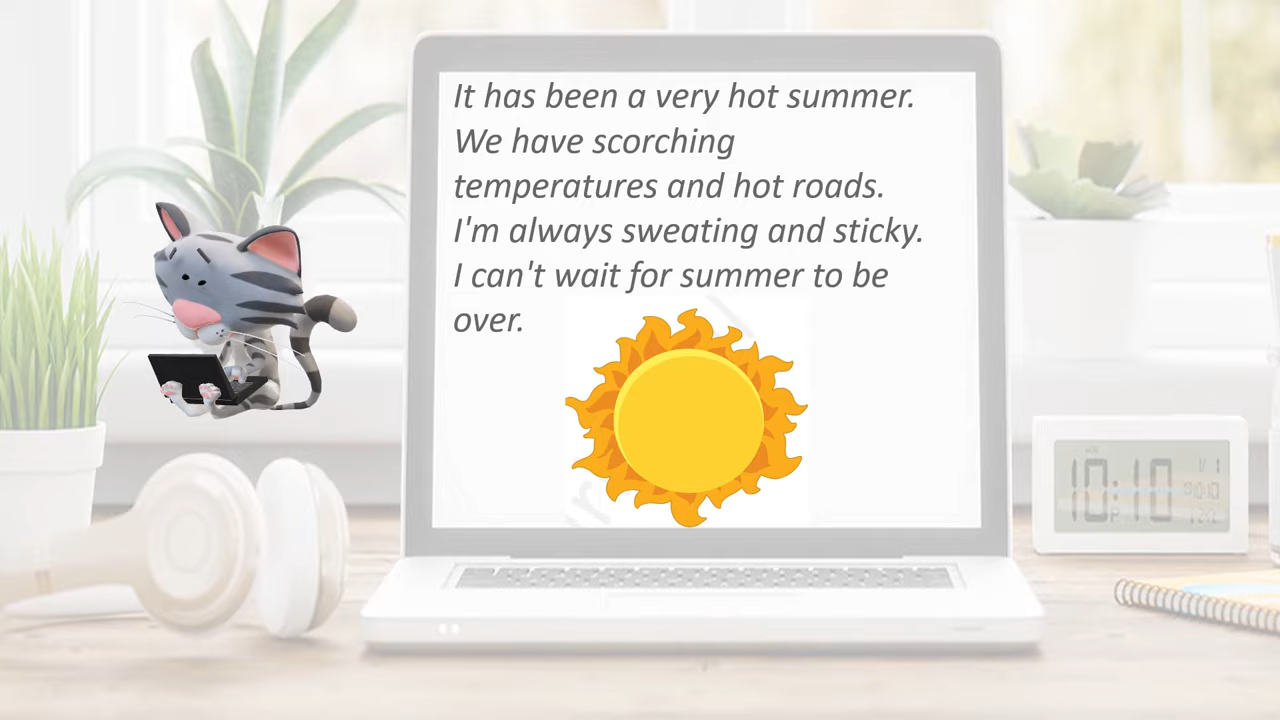 It has been a very hot summer.
We have scorching
temperatures and hot roads.
I'm always sweating and sticky.
I can't wait for summer to be
over.
10:10